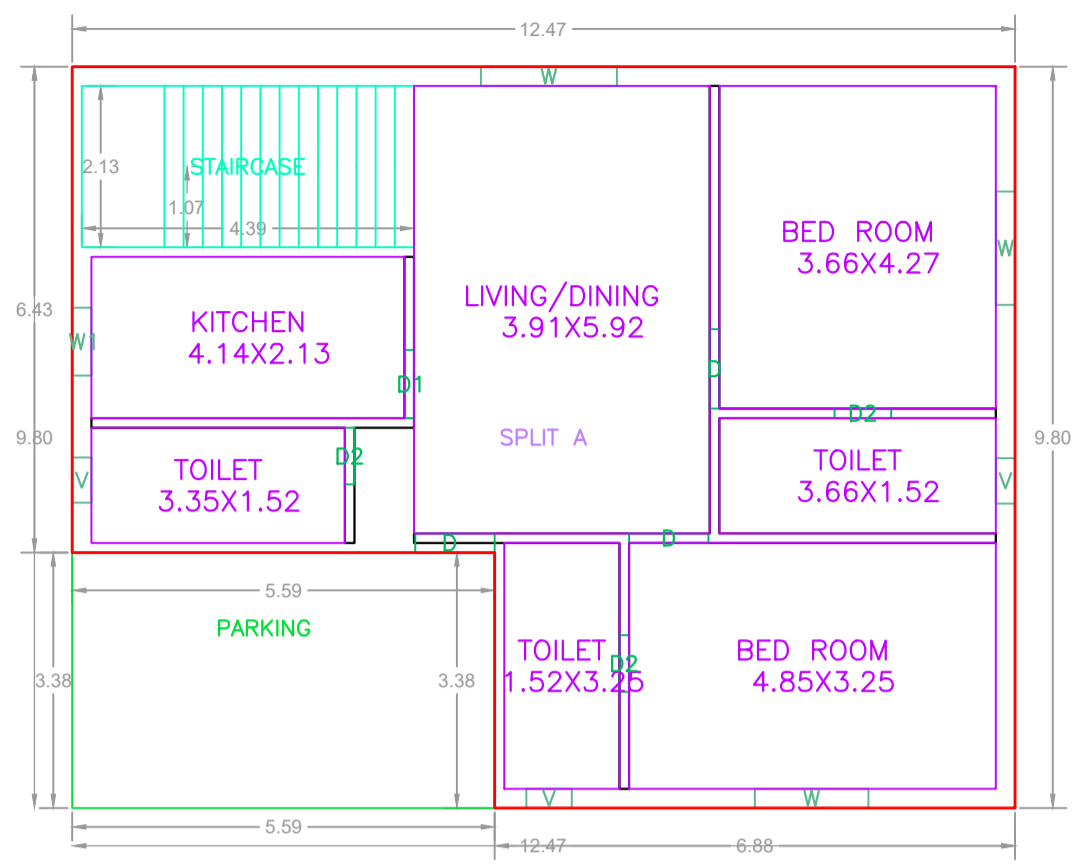 12.47
W
2.13
STAIRCASE
1.07
4.39
BED ROOM
3.66X4.27
W
LIVING/DINING
3.91X5.92
6.43
KITCHEN
4.14X2.13
W1
D
D1
D2
9.80
SPLIT A
9.80
D2
TOILET
3.35X1.52
V
TOILET
3.66X1.52
V
D
D
5.59
PARKING
3.38
3.38
TOILET
1.52X3.25
D2
BED ROOM
4.85X3.25
V
W
5.59
12.47
6.88